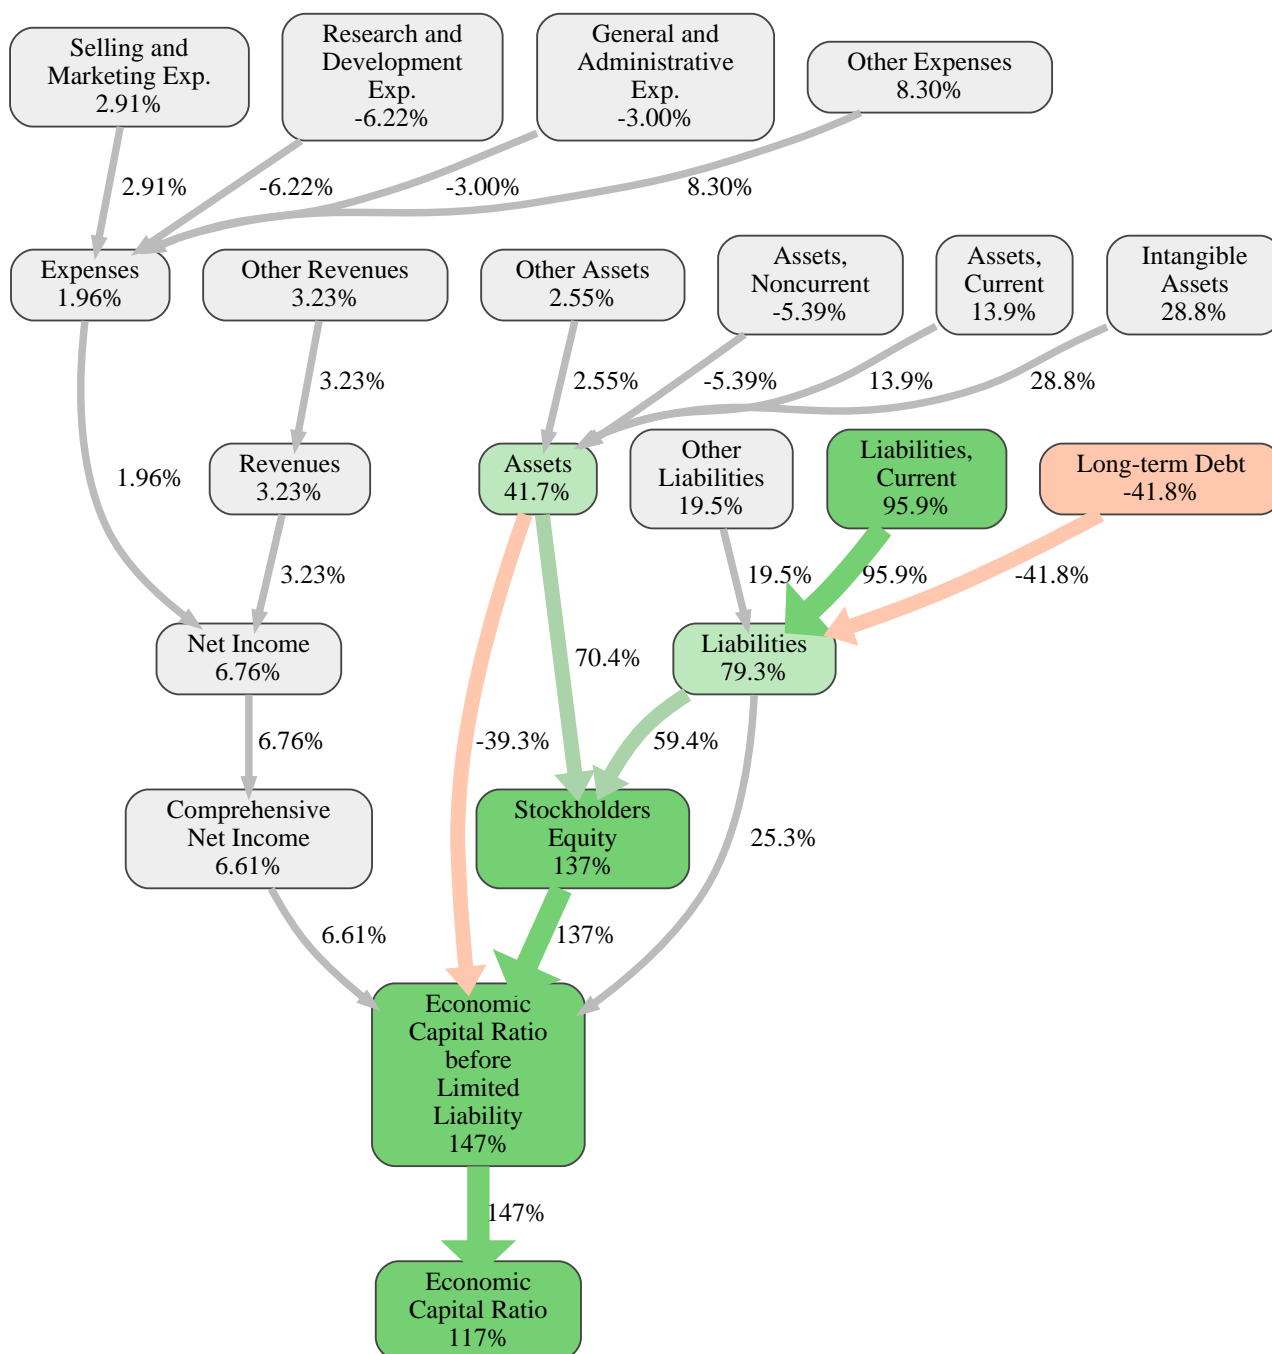 Selling and
Marketing Exp.
2.91%
Research and
Development
Exp.
-6.22%
General and
Administrative
Exp.
-3.00%
Other Expenses
8.30%
2.91%
-6.22%
-3.00%
8.30%
Expenses
1.96%
Other Revenues
3.23%
Other Assets
2.55%
Assets,
Noncurrent
-5.39%
Assets,
Current
13.9%
Intangible
Assets
28.8%
3.23%
2.55%
-5.39%
13.9%
28.8%
1.96%
Revenues
3.23%
Assets
41.7%
Other
Liabilities
19.5%
Liabilities,
Current
95.9%
Long-term Debt
-41.8%
3.23%
19.5%
95.9%
-41.8%
Net Income
6.76%
70.4%
Liabilities
79.3%
6.76%
-39.3%
59.4%
Comprehensive
Net Income
6.61%
Stockholders
Equity
137%
25.3%
6.61%
137%
Economic
Capital Ratio
before
Limited
Liability
147%
147%
Economic
Capital Ratio
117%